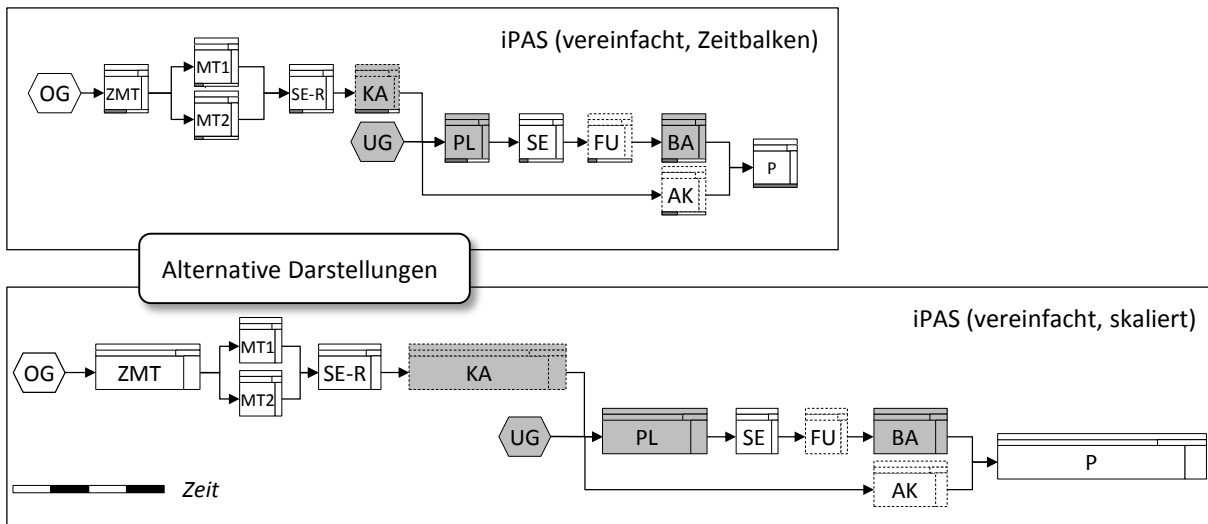 iPAS (vereinfacht, Zeitbalken)
OG
ZMT
MT1
MT2
SE-R
KA
UG
PL
SE
FU
BA
AK
P
Alternative Darstellungen
iPAS (vereinfacht, skaliert)
OG
ZMT
MT1
MT2
SE-R
KA
UG
PL
SE
FU
BA
AK
P
Zeit